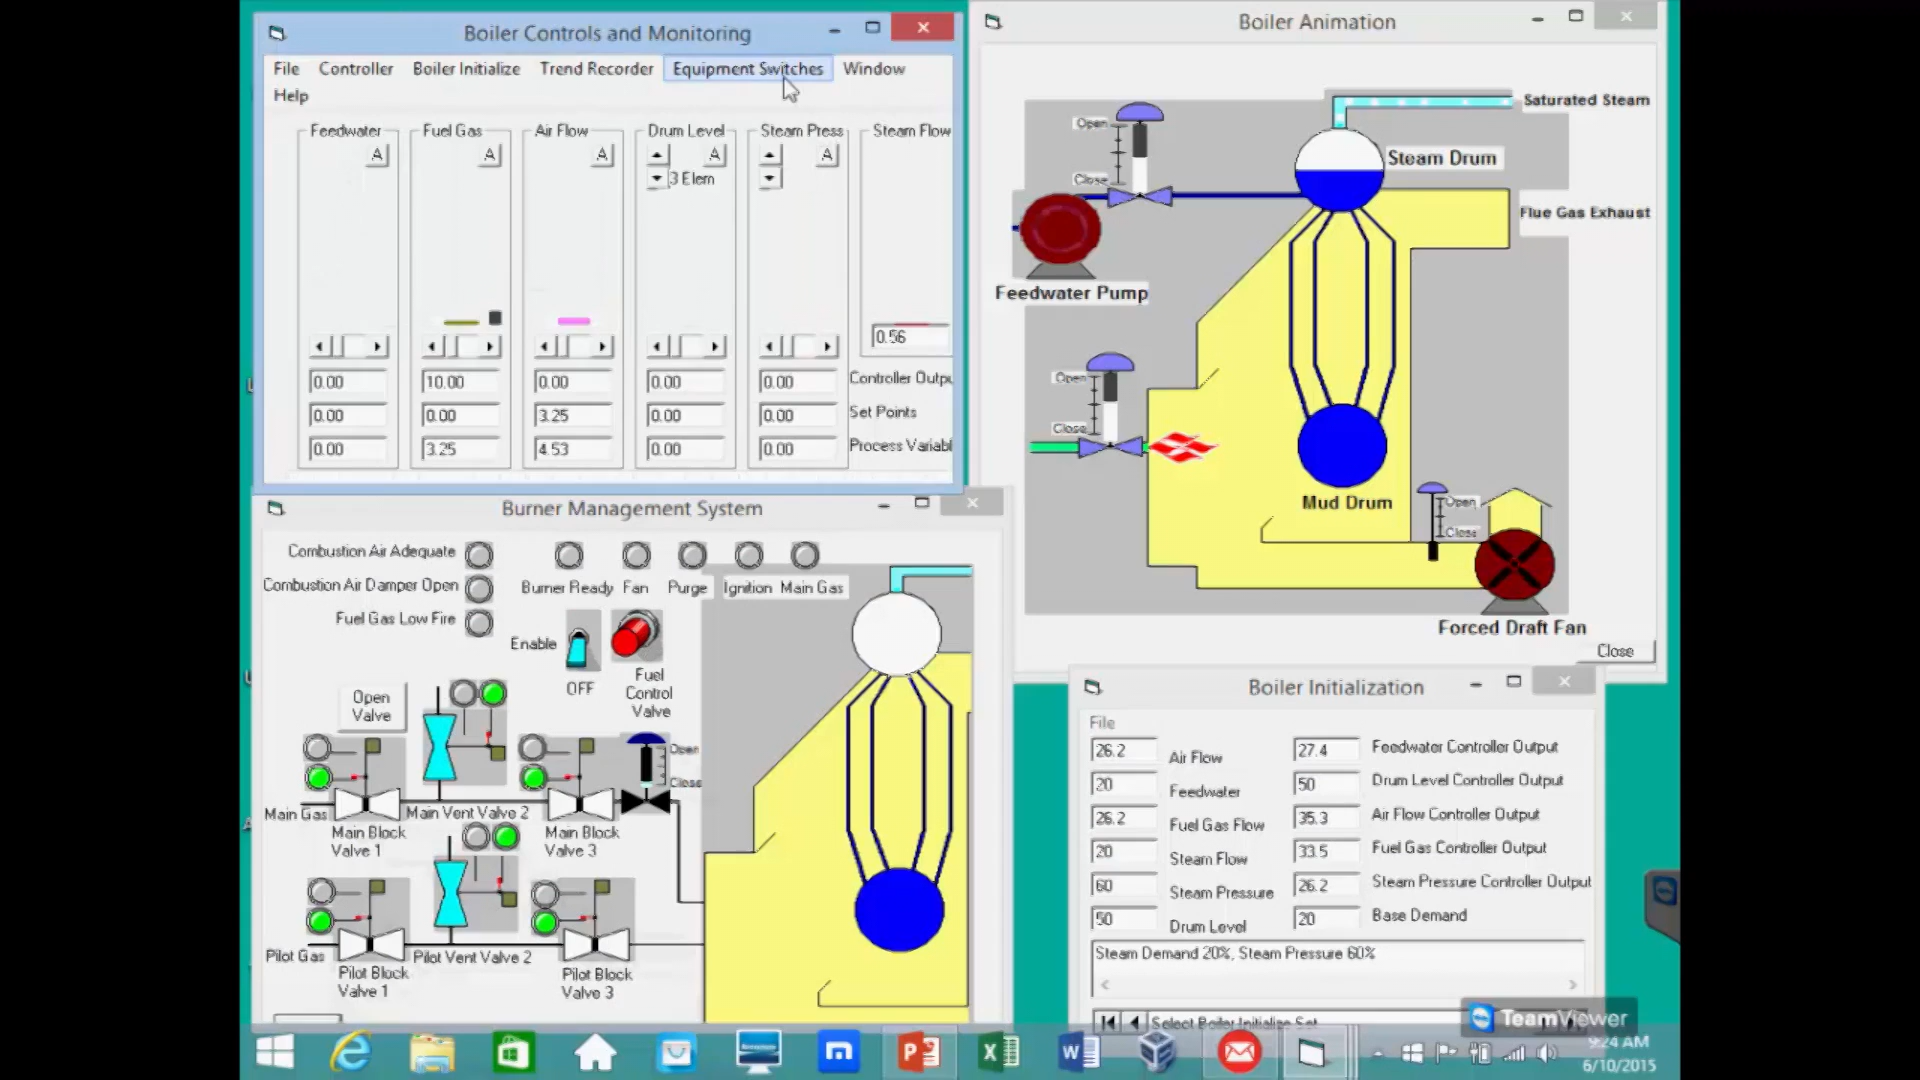 Boiler Controls and Monitoring
File Controller Boiler Initialize Trend Recorder Equipment Switches Window
Help
Feedwater Fuel Gas Air Flow Drum Level Steam Press Steam Flow
A A A A A
3 Elem
0.56
0.00 10.00 0.00 0.00 0.00 Controller Outpu
0.00 0.00 3.25 0.00 0.00 Set Points
0.00 3.25 4.53 0.00 0.00 Process Variabl
Boiler Animation
Saturated Steam
Open
Close
Steam Drum
Flue Gas Exhaust
Feedwater Pump
Open
Close
Mud Drum
Open
Close
Forced Draft Fan
Close
Burner Management System
Combustion Air Adequate
Combustion Air Damper Open
Fuel Gas Low Fire
Burner Ready Fan Purge Ignition Main Gas
Enable
OFF
Fuel
Control
Valve
Open
Valve
Open
Close
Main Gas
Main Vent Valve 2
Main Block
Valve 1
Main Block
Valve 3
Pilot Gas
Pilot Vent Valve 2
Pilot Block
Valve 1
Pilot Block
Valve 3
Boiler Initialization
File
26.2 Air Flow 27.4 Feedwater Controller Output
20 Feedwater 50 Drum Level Controller Output
26.2 Fuel Gas Flow 35.3 Air Flow Controller Output
20 Steam Flow 33.5 Fuel Gas Controller Output
60 Steam Pressure 26.2 Steam Pressure Controller Output
50 Drum Level 20 Base Demand
Steam Demand 20%, Steam Pressure 60%
Select Boiler Initialize Set
TeamViewer
9:24 AM
6/10/2015